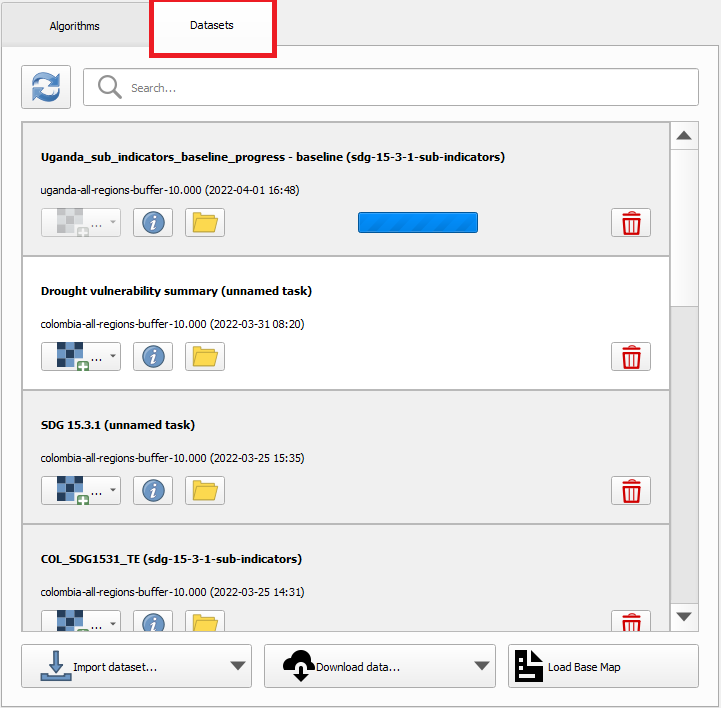 Algorithms
Datasets
Search...
Uganda_sub_indicators_baseline_progress - baseline (sdg-15-3-1-sub-indicators)
uganda-all-regions-buffer-10.000 (2022-04-01 16:48)
...
Drought vulnerability summary (unnamed task)
colombia-all-regions-buffer-10.000 (2022-03-31 08:20)
...
SDG 15.3.1 (unnamed task)
colombia-all-regions-buffer-10.000 (2022-03-25 15:35)
...
COL_SDG1531_TE (sdg-15-3-1-sub-indicators)
colombia-all-regions-buffer-10.000 (2022-03-25 14:31)
...
Import dataset...
Download data...
Load Base Map